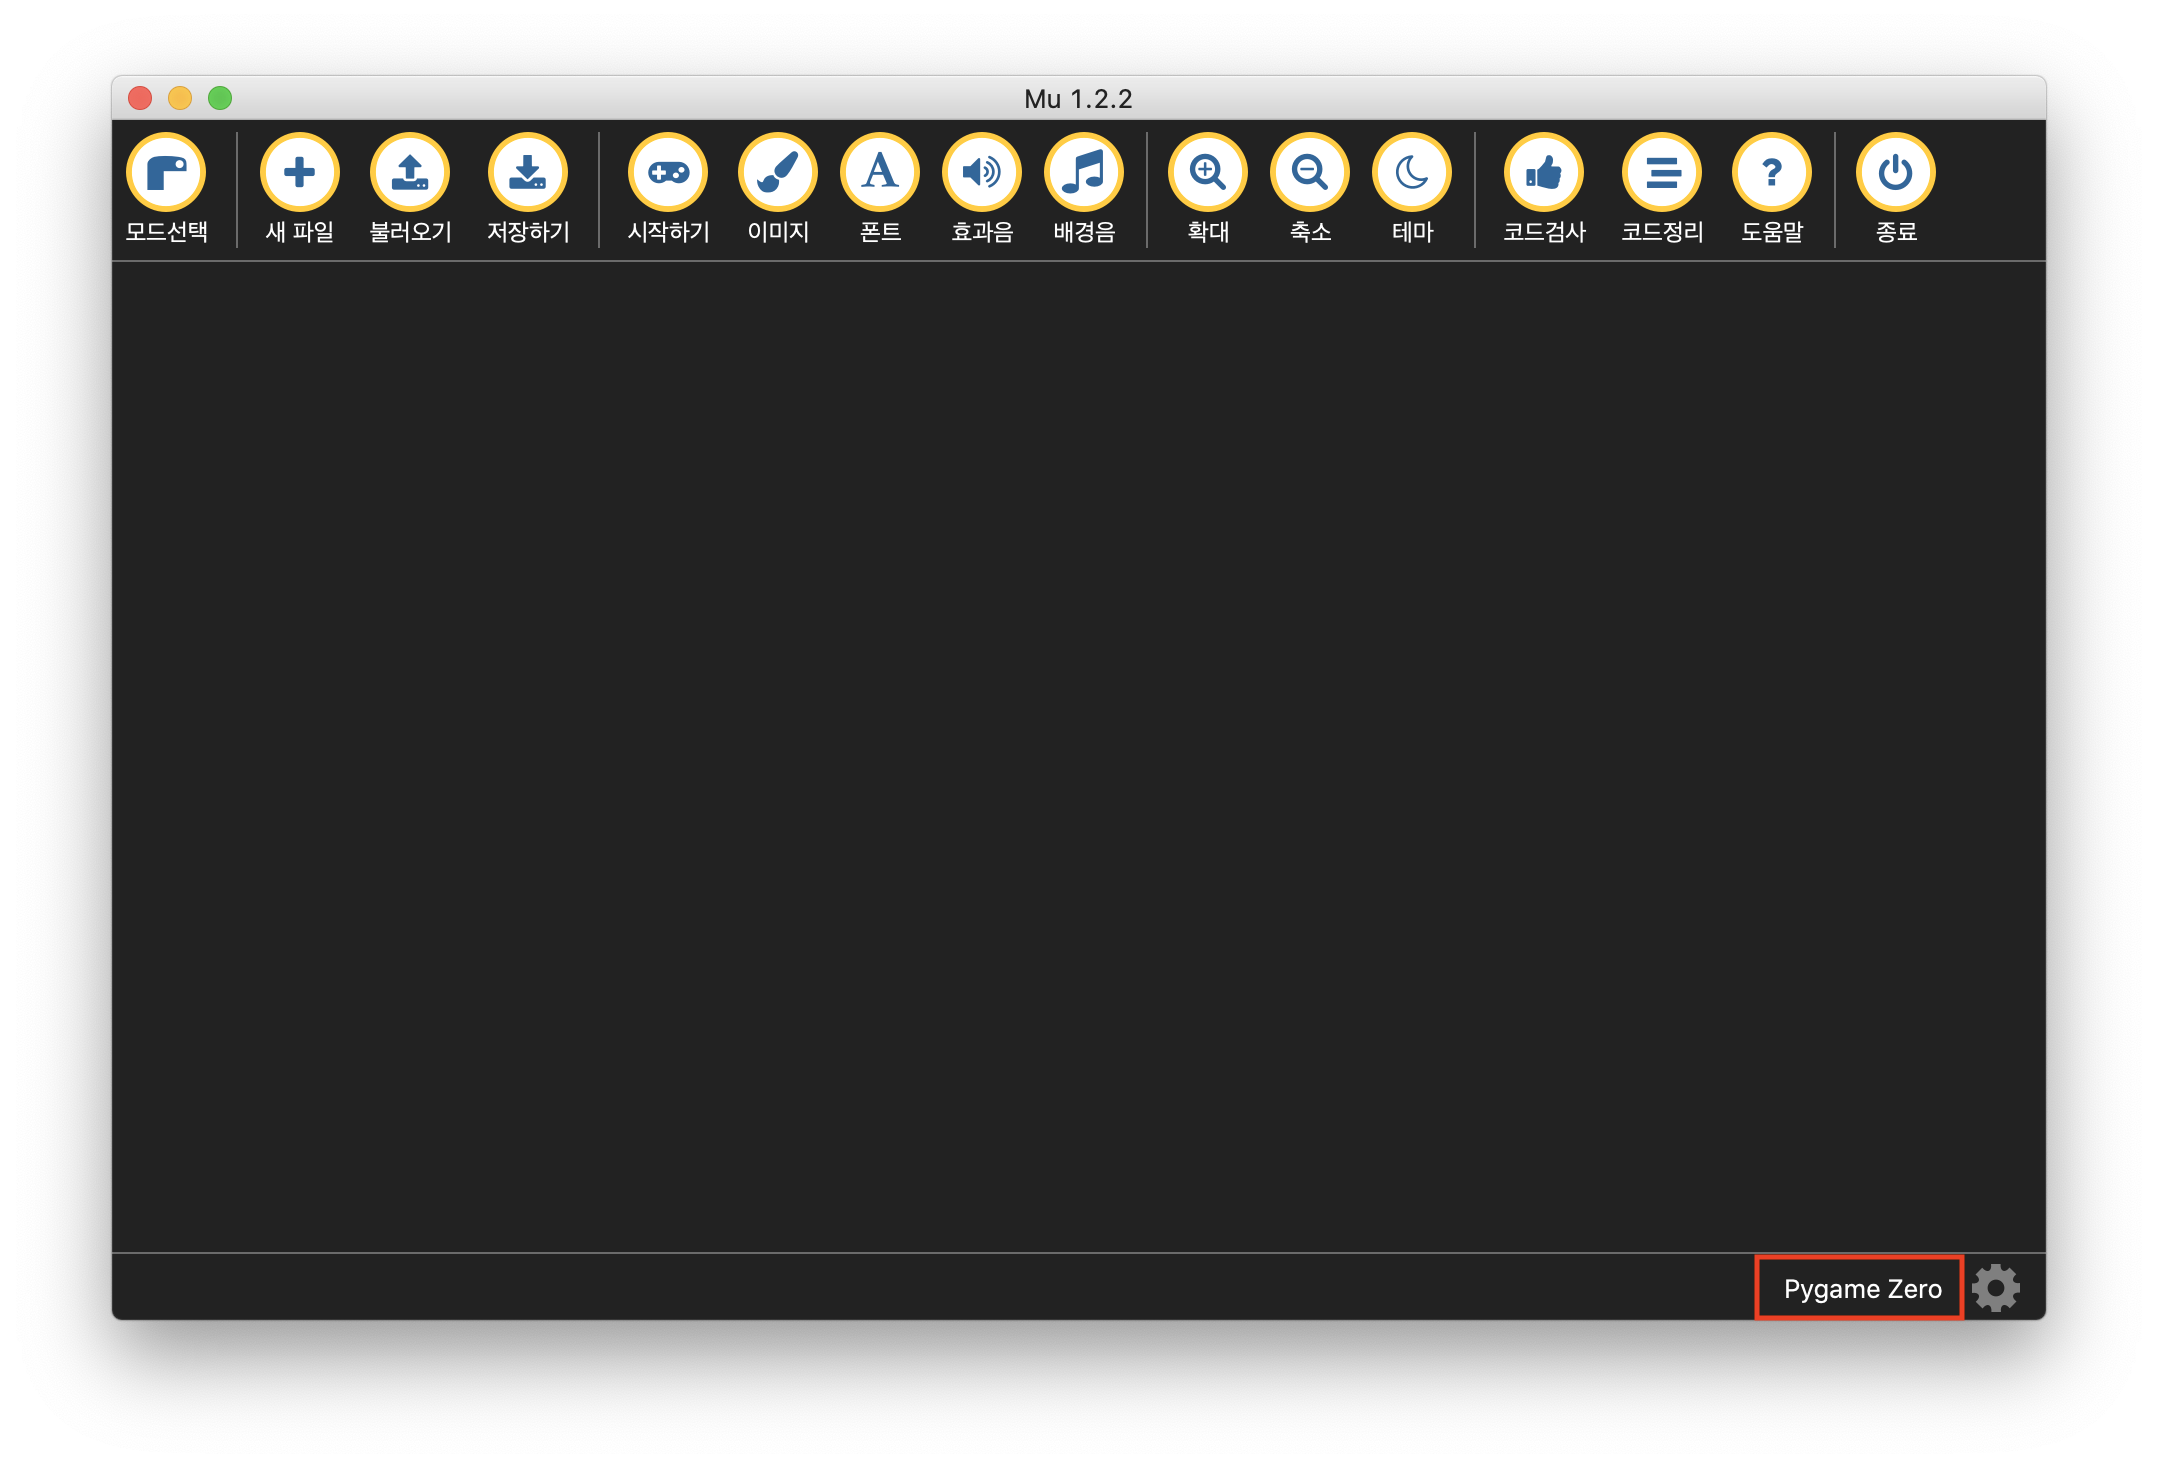 Mu 1.2.2
모드선택 새 파일 불러오기 저장하기 시작하기 이미지 폰트 효과음 배경음 확대 축소 테마 코드검사 코드정리 도움말 종료
Pygame Zero